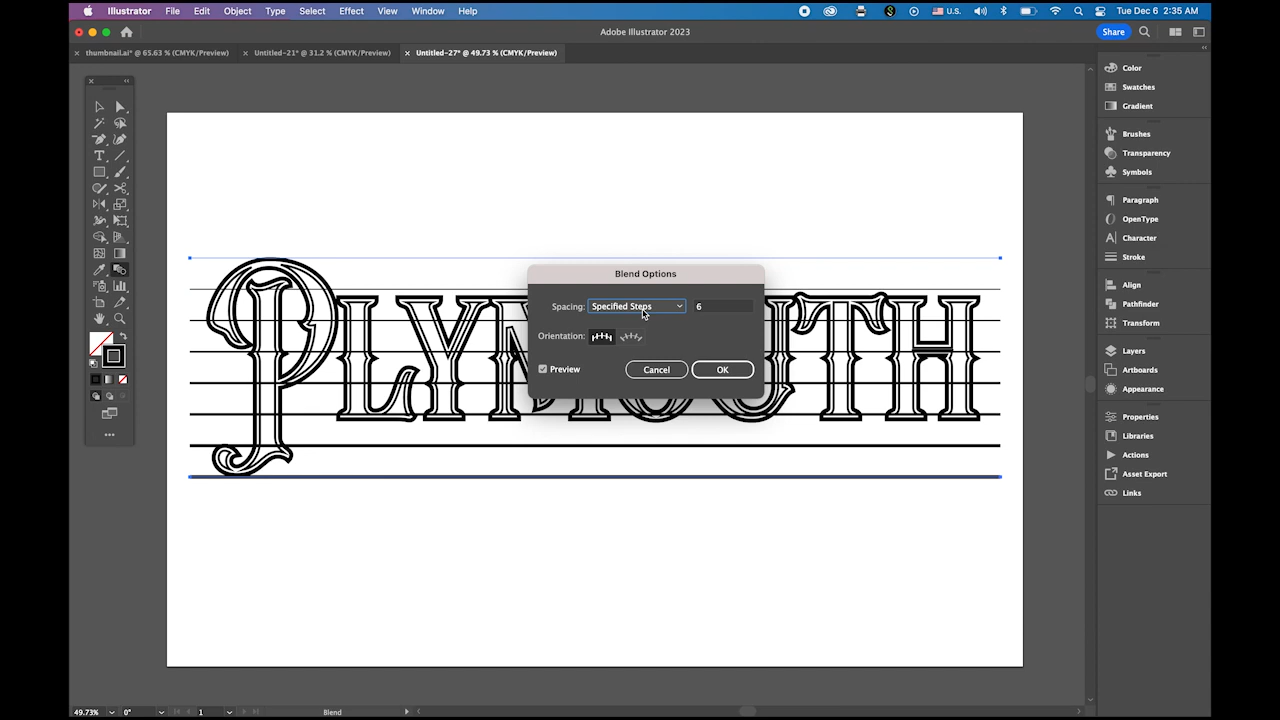 Illustrator File Edit Object Type Select Effect View Window Help U.S. Tue Dec 6 2:35 AM
Adobe Illustrator 2023 Share
thumbnail.ai* @ 65.63 % (CMYK/Preview) Untitled-21* @ 31.2 % (CMYK/Preview) Untitled-27* @ 49.73 % (CMYK/Preview)
Color
Swatches
Gradient
Brushes
Transparency
Symbols
Paragraph
OpenType
Character
Stroke
Align
Pathfinder
Transform
Layers
Artboards
Appearance
Properties
Libraries
Actions
Asset Export
Links
Blend Options
Spacing: Specified Steps 6
Orientation:
Preview Cancel OK
PLYMOUTH
49.73% 0° 1 Blend